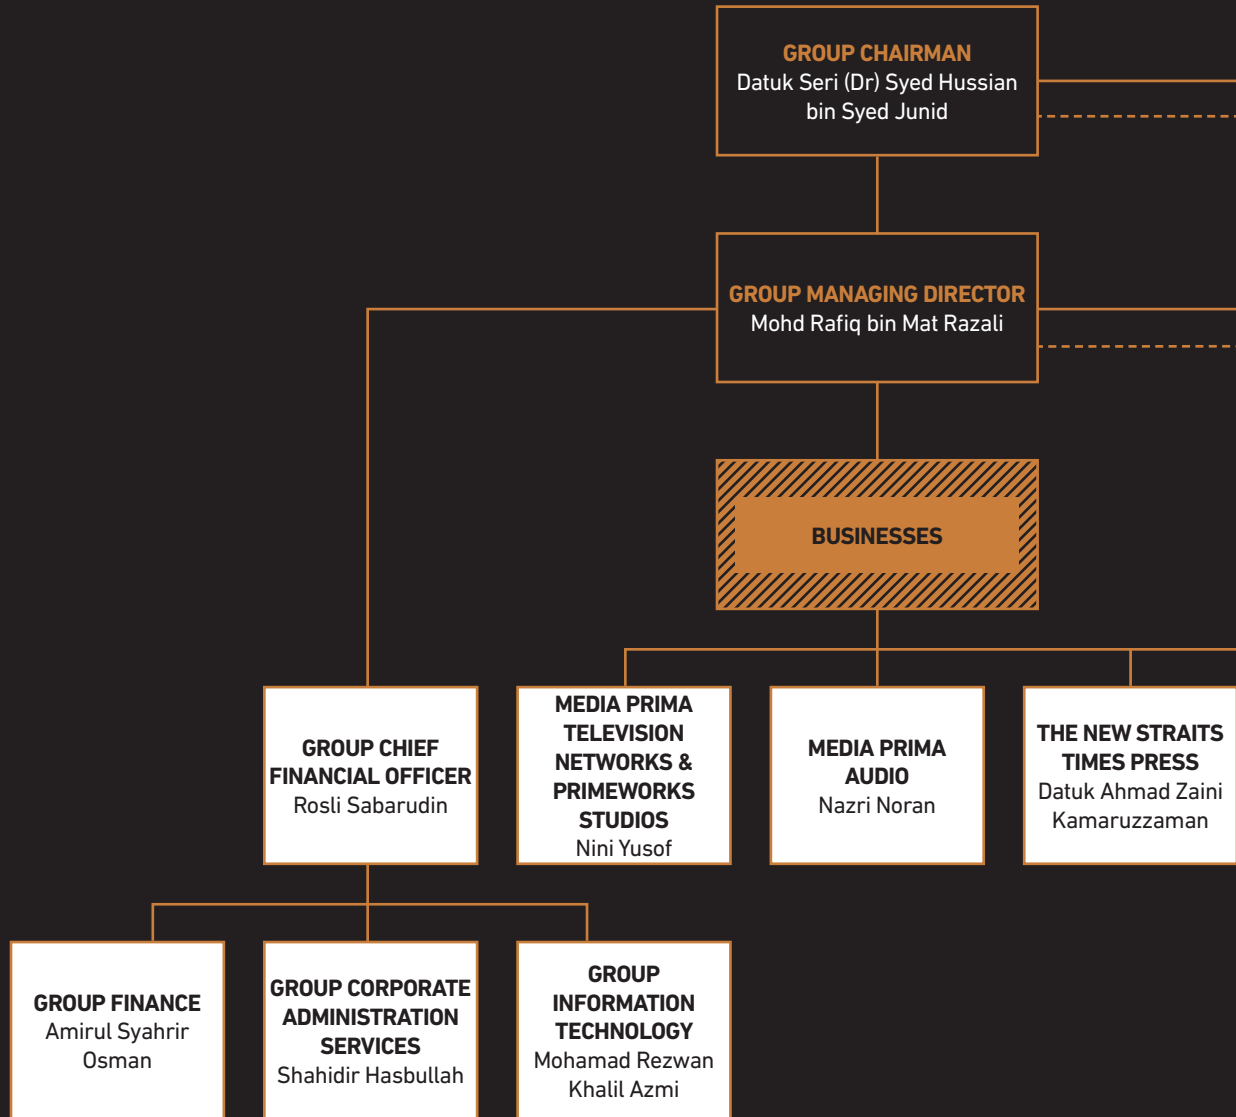 GROUP CHAIRMAN
Datuk Seri (Dr) Syed Hussian
bin Syed Junid
GROUP MANAGING DIRECTOR
Mohd Rafiq bin Mat Razali
BUSINESSES
GROUP CHIEF
FINANCIAL OFFICER
Rosli Sabarudin
MEDIA PRIMA
TELEVISION
NETWORKS &
PRIMEWORKS
STUDIOS
Nini Yusof
MEDIA PRIMA
AUDIO
Nazri Noran
THE NEW STRAITS
TIMES PRESS
Datuk Ahmad Zaini
Kamaruzzaman
GROUP FINANCE
Amirul Syahrir
Osman
GROUP CORPORATE
ADMINISTRATION
SERVICES
Shahidir Hasbullah
GROUP
INFORMATION
TECHNOLOGY
Mohamad Rezwan
Khalil Azmi